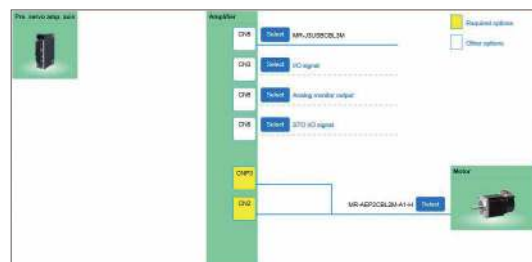 Pre. servo amp. axis
Amplifier
CN5
Select
MR-J3USBCBL3M
CN3
Select
I/O signal
CN6
Select
Analog monitor output
CN8
Select
STO I/O signal
CNP3
CN2
MR-AEP2CBL2M-A1-H
Select
Motor
Required options
Other options